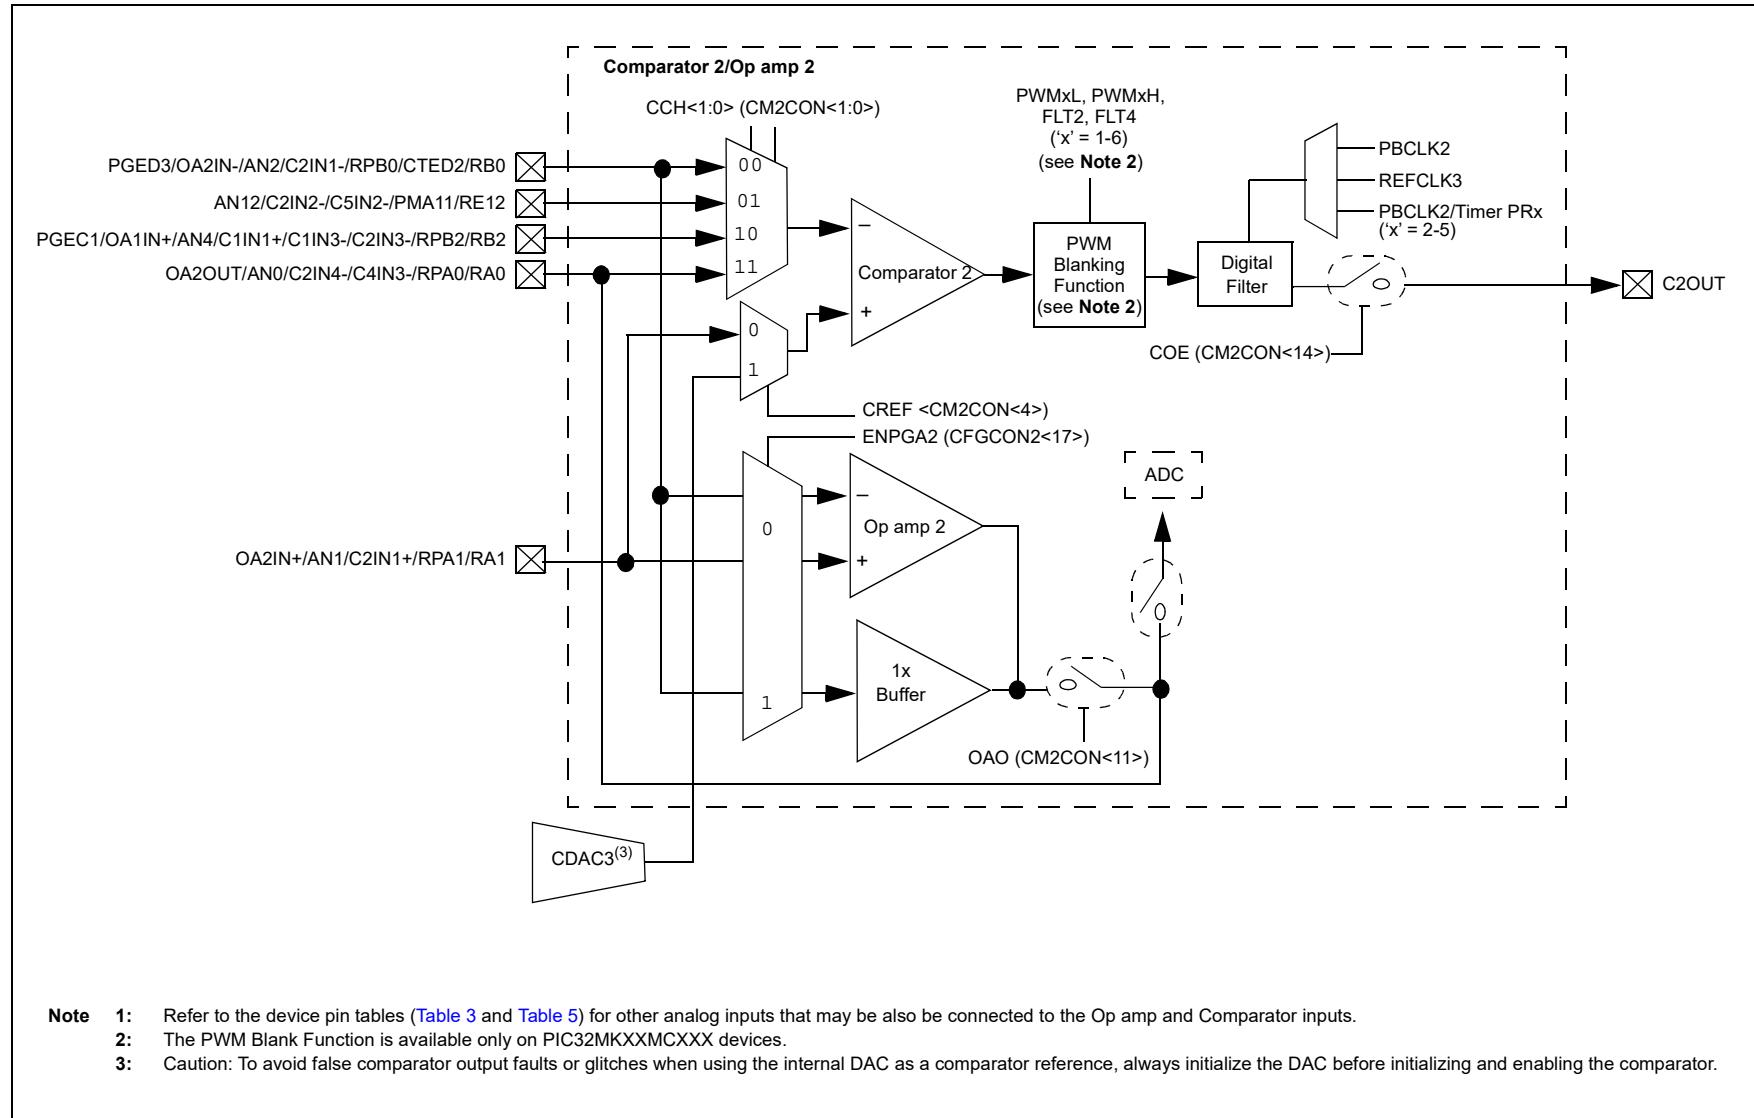 Comparator 2/Op amp 2
CCH<1:0> (CM2CON<1:0>)
PWMxL, PWMxH,
FLT2, FLT4
(‘x’ = 1-6)
(see Note 2)
PGED3/OA2IN-/AN2/C2IN1-/RPB0/CTED2/RB0
AN12/C2IN2-/C5IN2-/PMA11/RE12
PGEC1/OA1IN+/AN4/C1IN1+/C1IN3-/C2IN3-/RPB2/RB2
OA2OUT/AN0/C2IN4-/C4IN3-/RPA0/RA0
00
01
10
11
–
Comparator 2
+
PWM
Blanking
Function
(see Note 2)
Digital
Filter
PBCLK2
REFCLK3
PBCLK2/Timer PRx
(‘x’ = 2-5)
C2OUT
COE (CM2CON<14>)
0
1
CREF <CM2CON<4>)
ENPGA2 (CFGCON2<17>)
OA2IN+/AN1/C2IN1+/RPA1/RA1
0
1
–
Op amp 2
+
1x
Buffer
ADC
OAO (CM2CON<11>)
CDAC3(3)
Note 1: Refer to the device pin tables (Table 3 and Table 5) for other analog inputs that may be also be connected to the Op amp and Comparator inputs.
2: The PWM Blank Function is available only on PIC32MKXXMCXXX devices.
3: Caution: To avoid false comparator output faults or glitches when using the internal DAC as a comparator reference, always initialize the DAC before initializing and enabling the comparator.